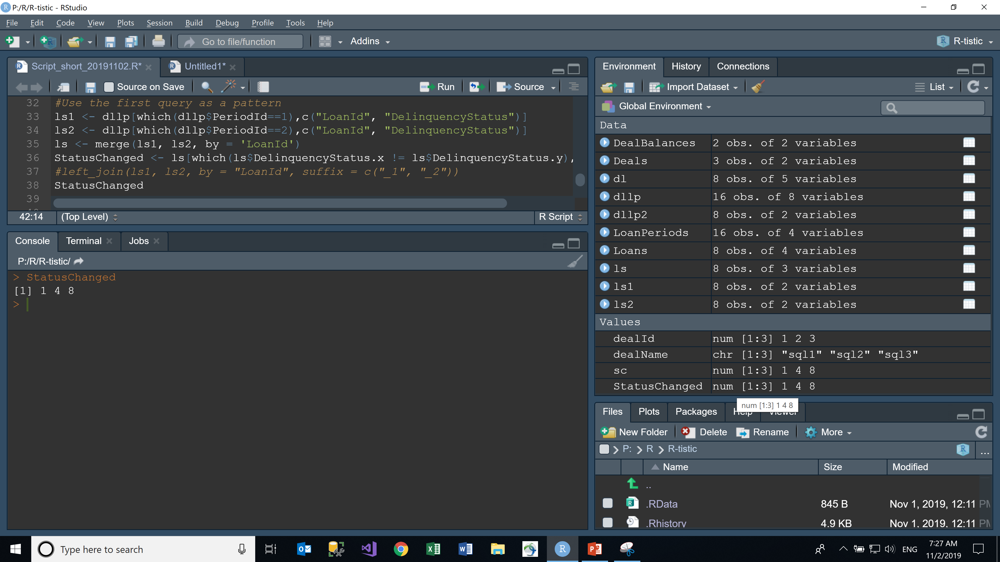 P:/R/R-tistic - RStudio
File Edit Code View Plots Session Build Debug Profile Tools Help
Go to file/function Addins R-tistic
Script_short_20191102.R* Untitled1*
Source on Save Run Source
32 #Use the first query as a pattern
33 ls1 <- dllp[which(dllp$PeriodId==1),c("LoanId", "DelinquencyStatus")]
34 ls2 <- dllp[which(dllp$PeriodId==2),c("LoanId", "DelinquencyStatus")]
35 ls <- merge(ls1, ls2, by = 'LoanId')
36 StatusChanged <- ls[which(ls$DelinquencyStatus.x != ls$DelinquencyStatus.y),
37 #left_join(ls1, ls2, by = "LoanId", suffix = c("_1", "_2"))
38 StatusChanged
39
42:14 (Top Level) R Script
Console Terminal Jobs
P:/R/R-tistic/
> StatusChanged
[1] 1 4 8
>
Environment History Connections
Import Dataset List
Global Environment
Data
DealBalances 2 obs. of 2 variables
Deals 3 obs. of 2 variables
dl 8 obs. of 5 variables
dllp 16 obs. of 8 variables
dllp2 8 obs. of 2 variables
LoanPeriods 16 obs. of 4 variables
Loans 8 obs. of 4 variables
ls 8 obs. of 3 variables
ls1 8 obs. of 2 variables
ls2 8 obs. of 2 variables
Values
dealId num [1:3] 1 2 3
dealName chr [1:3] "sql1" "sql2" "sql3"
sc num [1:3] 1 4 8
StatusChanged num [1:3] 1 4 8
num [1:3] 1 4 8
Files Plots Packages Help Viewer
New Folder Delete Rename More
P: R R-tistic ...
Name Size Modified
..
.RData 845 B Nov 1, 2019, 12:11 PM
.Rhistory 4.9 KB Nov 1, 2019, 12:11 PM
Type here to search
ENG
7:27 AM
11/2/2019